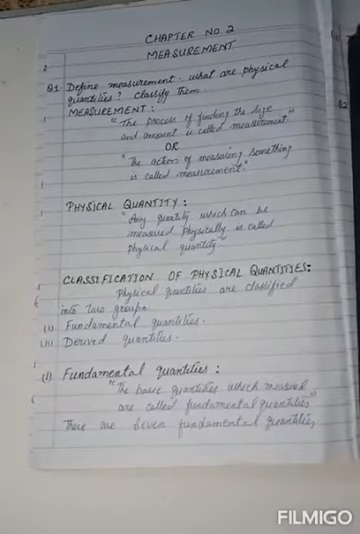 CHAPTER NO 2
MEASUREMENT
Q1. Define measurement. what are physical
quantities? Classify them.
MEASUREMENT:
"The process of finding the size
and amount is called measurement"
OR
"The action of measuring something
is called measurement"
PHYSICAL QUANTITY:
"Any quantity which can be
measured physically is called
physical quantity"
CLASSIFICATION OF PHYSICAL QUANTITIES:
Physical quantities are classified
into two groups.
(i) Fundamental quantities.
(ii) Derived quantities.
(i) Fundamental quantities:
"The basic quantities which measured
are called fundamental quantities"
There are seven fundamental quantities,
FILMIGO